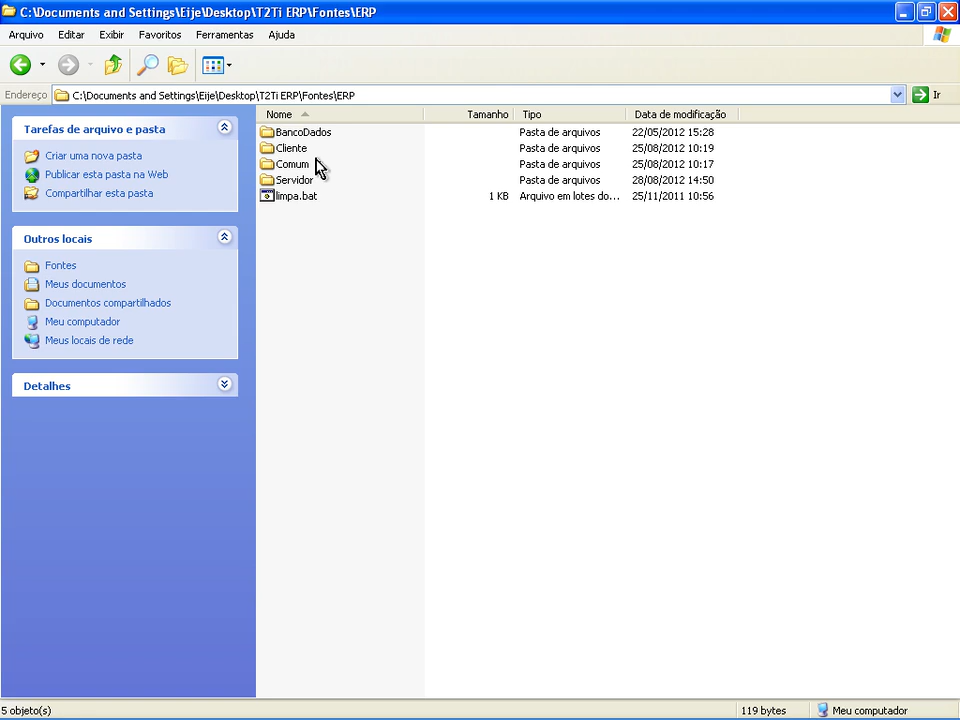 C:\Documents and Settings\Eije\Desktop\T2Ti ERP\Fontes\ERP
Arquivo Editar Exibir Favoritos Ferramentas Ajuda
Endereço C:\Documents and Settings\Eije\Desktop\T2Ti ERP\Fontes\ERP Ir
Nome Tamanho Tipo Data de modificação
BancoDados Pasta de arquivos 22/05/2012 15:28
Cliente Pasta de arquivos 25/08/2012 10:19
Comum Pasta de arquivos 25/08/2012 10:17
Servidor Pasta de arquivos 28/08/2012 14:50
limpa.bat 1 KB Arquivo em lotes do... 25/11/2011 10:56
Tarefas de arquivo e pasta
Criar uma nova pasta
Publicar esta pasta na Web
Compartilhar esta pasta
Outros locais
Fontes
Meus documentos
Documentos compartilhados
Meu computador
Meus locais de rede
Detalhes
5 objeto(s) 119 bytes Meu computador